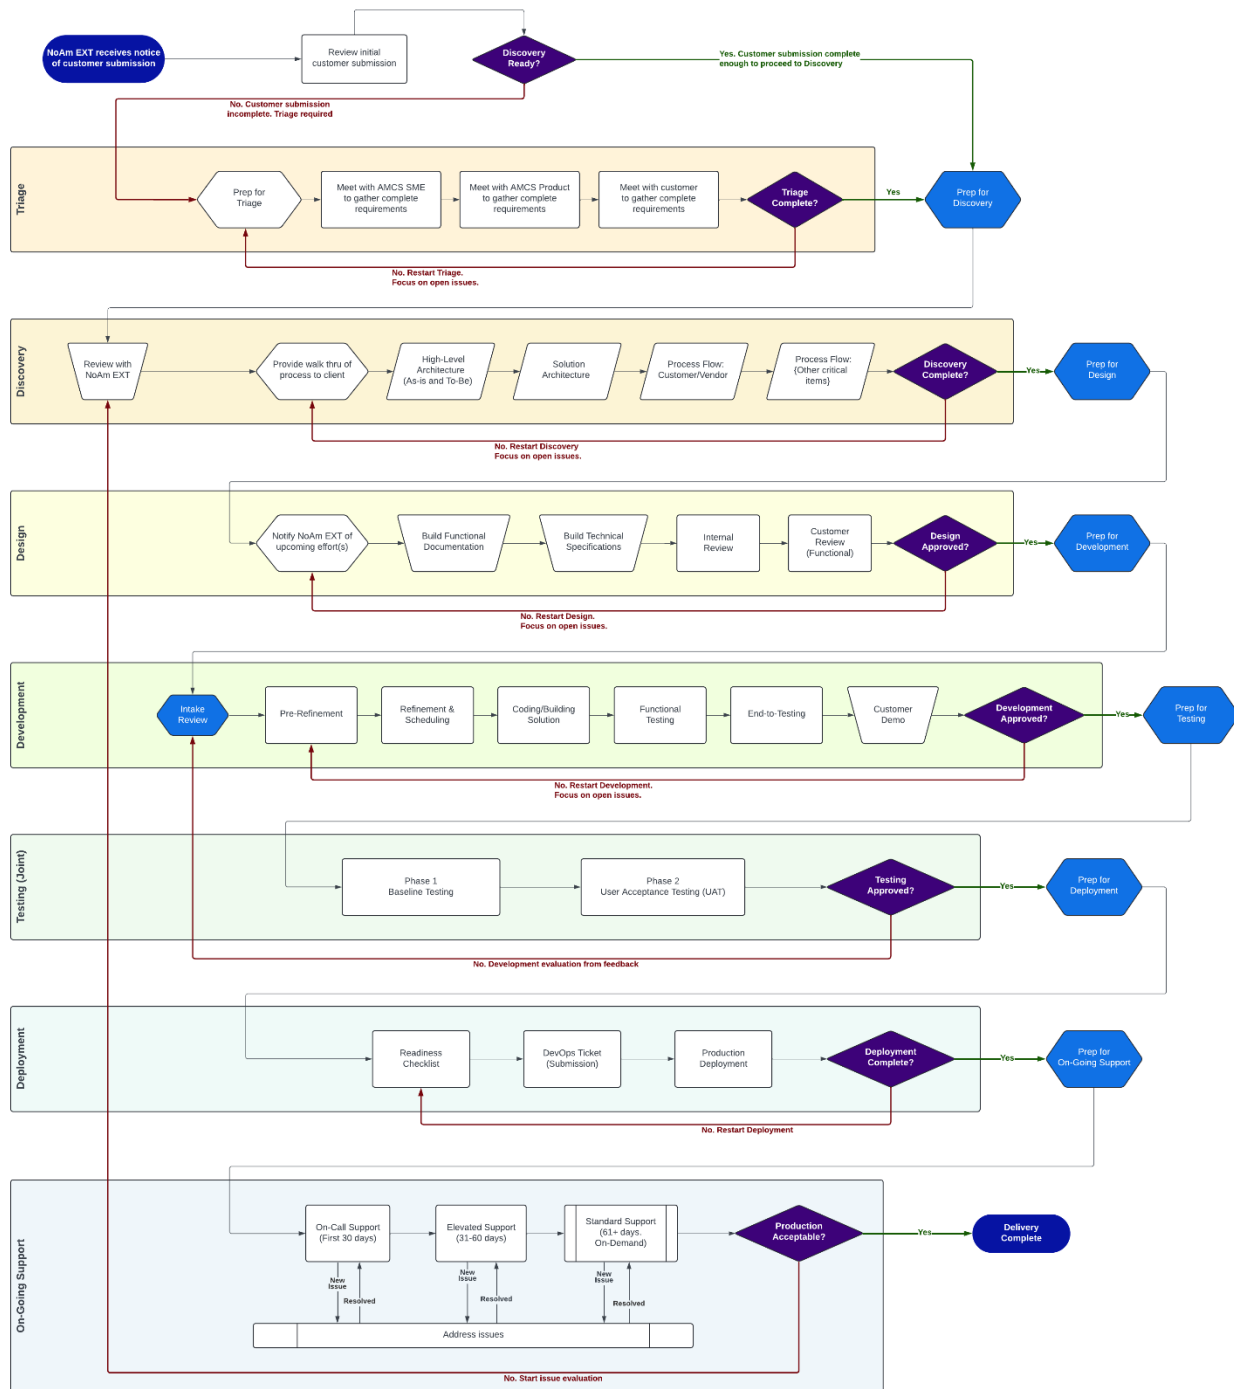 NoAm EXT receives notice
of customer submission
Review initial
customer submission
Discovery
Ready?
Yes. Customer submission complete
enough to proceed to Discovery
No. Customer submission
incomplete. Triage required
Triage
Prep for
Triage
Meet with AMCS SME
to gather complete
requirements
Meet with AMCS Product
to gather complete
requirements
Meet with customer
to gather complete
requirements
Triage
Complete?
Yes
Prep for
Discovery
No. Restart Triage.
Focus on open issues.
Discovery
Review with
NoAm EXT
Provide walk thru of
process to client
High-Level
Architecture
(As-is and To-Be)
Solution
Architecture
Process Flow:
Customer/Vendor
Process Flow:
{Other critical
items}
Discovery
Complete?
Yes
Prep for
Design
No. Restart Discovery
Focus on open issues.
Design
Notify NoAm EXT of
upcoming effort(s)
Build Functional
Documentation
Build Technical
Specifications
Internal
Review
Customer
Review
(Functional)
Design
Approved?
Yes
Prep for
Development
No. Restart Design.
Focus on open issues.
Development
Intake
Review
Pre-Refinement
Refinement &
Scheduling
Coding/Building
Solution
Functional
Testing
End-to-Testing
Customer
Demo
Development
Approved?
Yes
Prep for
Testing
No. Restart Development.
Focus on open issues.
Testing (Joint)
Phase 1
Baseline Testing
Phase 2
User Acceptance Testing (UAT)
Testing
Approved?
Yes
Prep for
Deployment
No. Development evaluation from feedback
Deployment
Readiness
Checklist
DevOps Ticket
(Submission)
Production
Deployment
Deployment
Complete?
Yes
Prep for
On-Going Support
No. Restart Deployment
On-Going Support
On-Call Support
(First 30 days)
Elevated Support
(31-60 days)
Standard Support
(61+ days.
On-Demand)
Production
Acceptable?
Yes
Delivery
Complete
New
Issue
Resolved
New
Issue
Resolved
New
Issue
Resolved
Address issues
No. Start issue evaluation